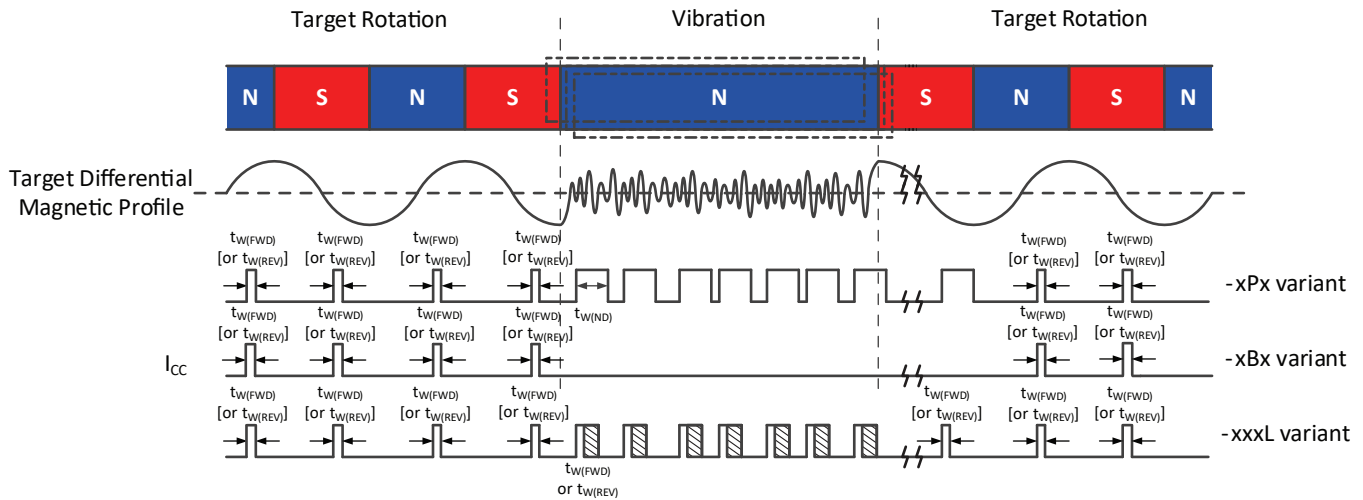 Target Rotation Vibration Target Rotation
N S N S N S N S N
Target Differential
Magnetic Profile
tW(FWD) tW(FWD) tW(FWD) tW(FWD) tW(FWD) tW(FWD)
[or tW(REV)] [or tW(REV)] [or tW(REV)] [or tW(REV)] [or tW(REV)] [or tW(REV)]
-xPx variant
tW(ND)
tW(FWD) tW(FWD) tW(FWD) tW(FWD) tW(FWD) tW(FWD)
[or tW(REV)] [or tW(REV)] [or tW(REV)] [or tW(REV)] [or tW(REV)] [or tW(REV)]
ICC -xBx variant
tW(FWD) tW(FWD) tW(FWD) tW(FWD) tW(FWD) tW(FWD) tW(FWD)
[or tW(REV)] [or tW(REV)] [or tW(REV)] [or tW(REV)] [or tW(REV)] [or tW(REV)] [or tW(REV)]
-xxxL variant
tW(FWD)
or tW(REV)